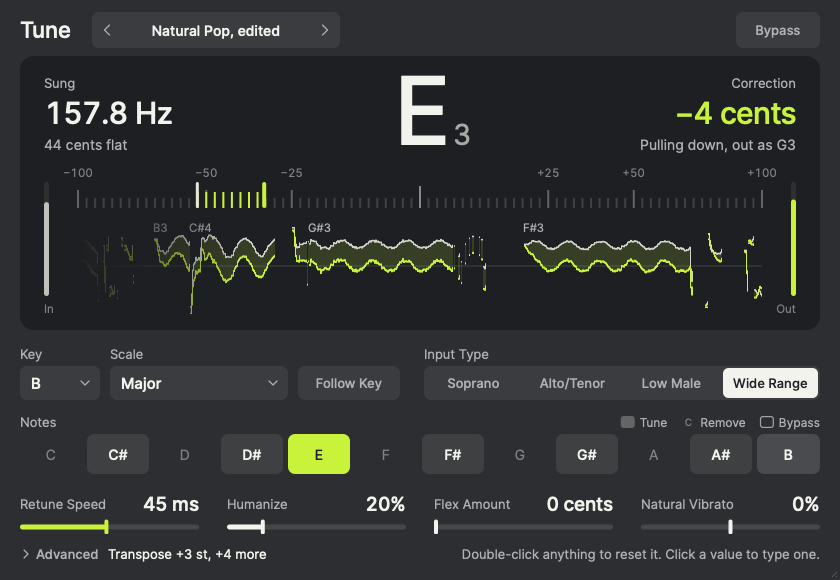 Tune
Natural Pop, edited
Bypass
Sung
157.8 Hz
44 cents flat
E3
Correction
−4 cents
Pulling down, out as G3
−100 −50 −25 +25 +50 +100
B3 C#4 G#3 F#3
In
Out
Key
Scale
Input Type
B
Major
Follow Key
Soprano
Alto/Tenor
Low Male
Wide Range
Notes
Tune
C Remove
Bypass
C C# D D# E F F# G G# A A# B
Retune Speed 45 ms
Humanize 20%
Flex Amount 0 cents
Natural Vibrato 0%
Advanced Transpose +3 st, +4 more
Double-click anything to reset it. Click a value to type one.